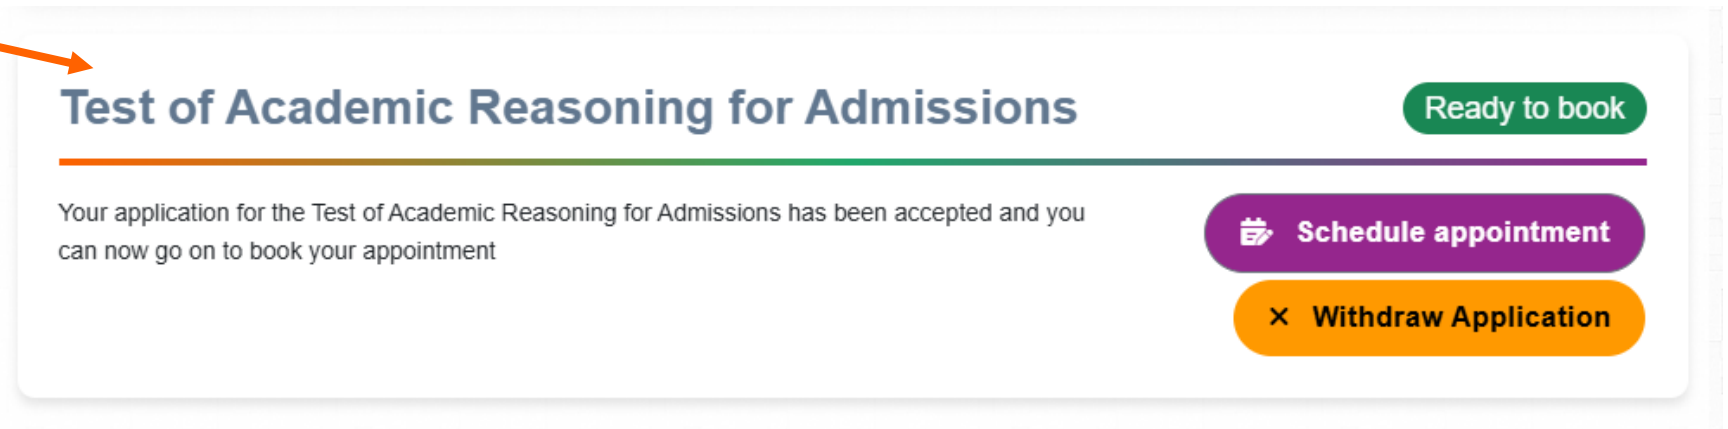 Test of Academic Reasoning for Admissions
Ready to book
Your application for the Test of Academic Reasoning for Admissions has been accepted and you
can now go on to book your appointment
Schedule appointment
Withdraw Application